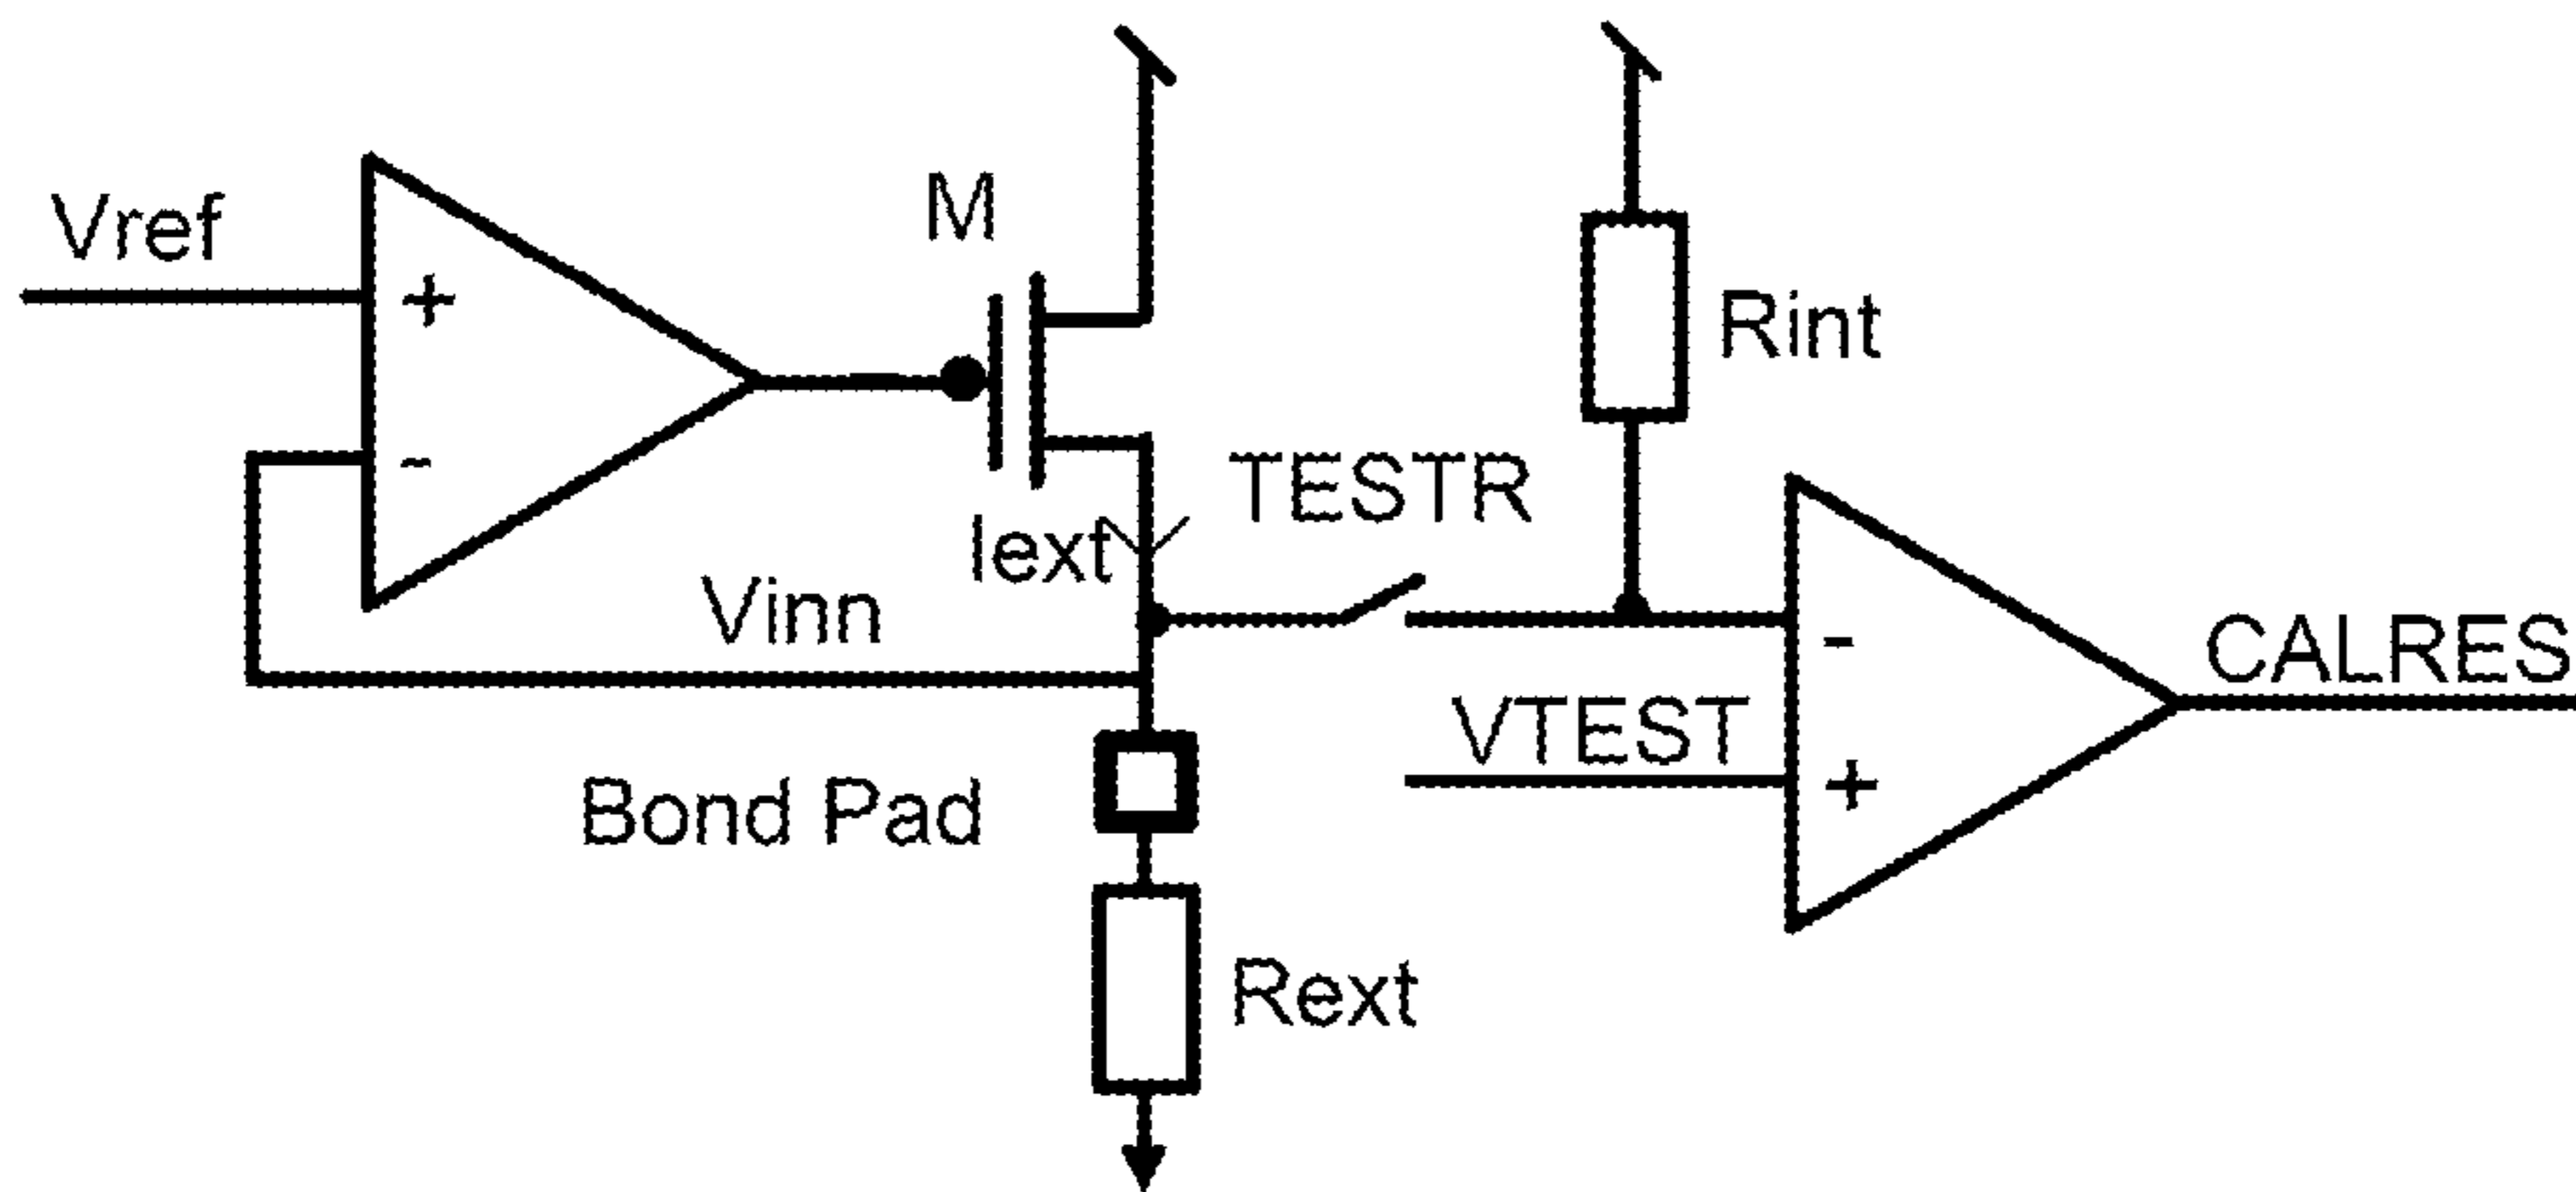 Vref
+
-
M
Iext
Vinn
TESTR
Rint
-
VTEST
+
CALRES
Bond Pad
Rext